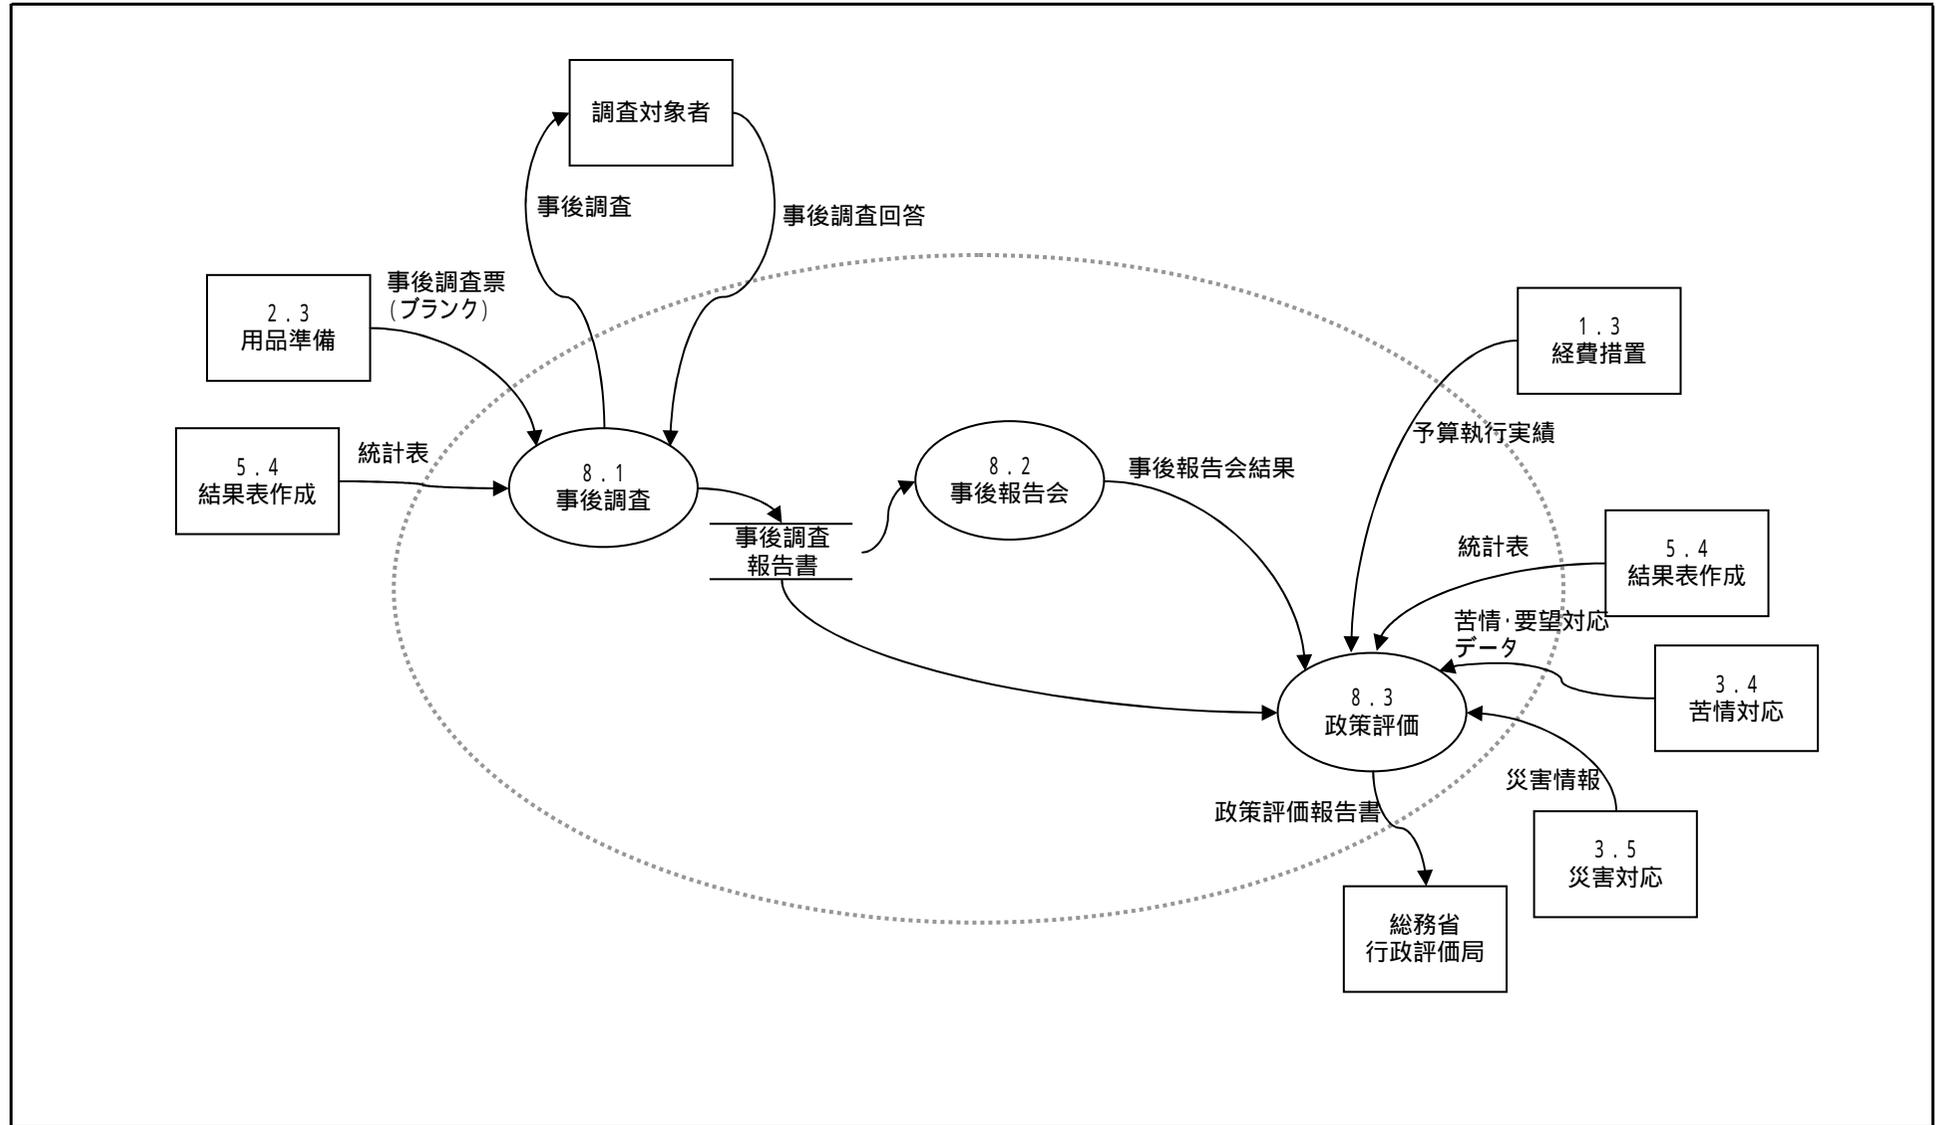 調査対象者
事後調査
事後調査回答
事後調査票
(ブランク)
2.3
用品準備
1.3
経費措置
予算執行実績
5.4
結果表作成
統計表
8.1
事後調査
8.2
事後報告会
事後報告会結果
事後調査
報告書
統計表
5.4
結果表作成
苦情・要望対応
データ
3.4
苦情対応
8.3
政策評価
災害情報
政策評価報告書
3.5
災害対応
総務省
行政評価局